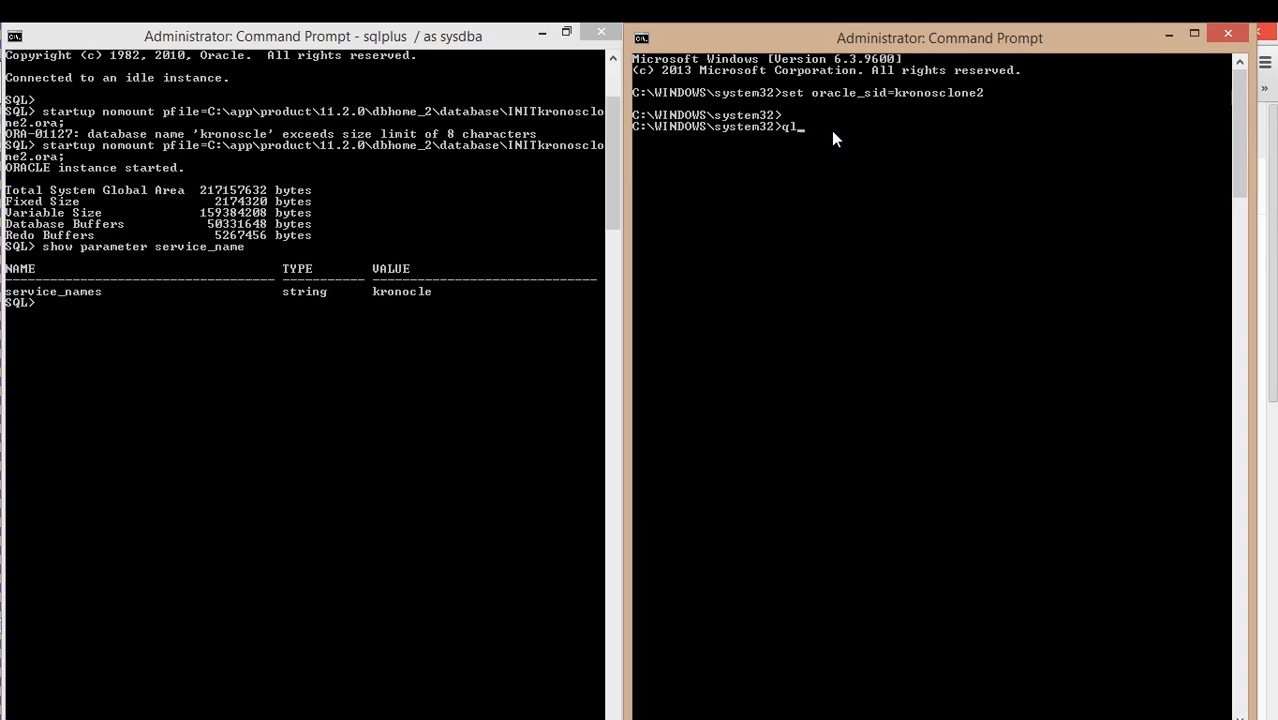 Administrator: Command Prompt - sqlplus / as sysdba
Copyright (c) 1982, 2010, Oracle. All rights reserved.
Connected to an idle instance.
SQL>
SQL> startup nomount pfile=C:\app\product\11.2.0\dbhome_2\database\INITkronosclo
ne2.ora;
ORA-01127: database name 'kronoscle' exceeds size limit of 8 characters
SQL> startup nomount pfile=C:\app\product\11.2.0\dbhome_2\database\INITkronosclo
ne2.ora;
ORACLE instance started.
Total System Global Area 217157632 bytes
Fixed Size 2174320 bytes
Variable Size 159384208 bytes
Database Buffers 50331648 bytes
Redo Buffers 5267456 bytes
SQL> show parameter service_name
NAME TYPE VALUE
------------------------------------ ----------- ------------------------------
service_names string kronocle
SQL>
Administrator: Command Prompt
Microsoft Windows [Version 6.3.9600]
(c) 2013 Microsoft Corporation. All rights reserved.
C:\WINDOWS\system32>set oracle_sid=kronosclone2
C:\WINDOWS\system32>
C:\WINDOWS\system32>ql_